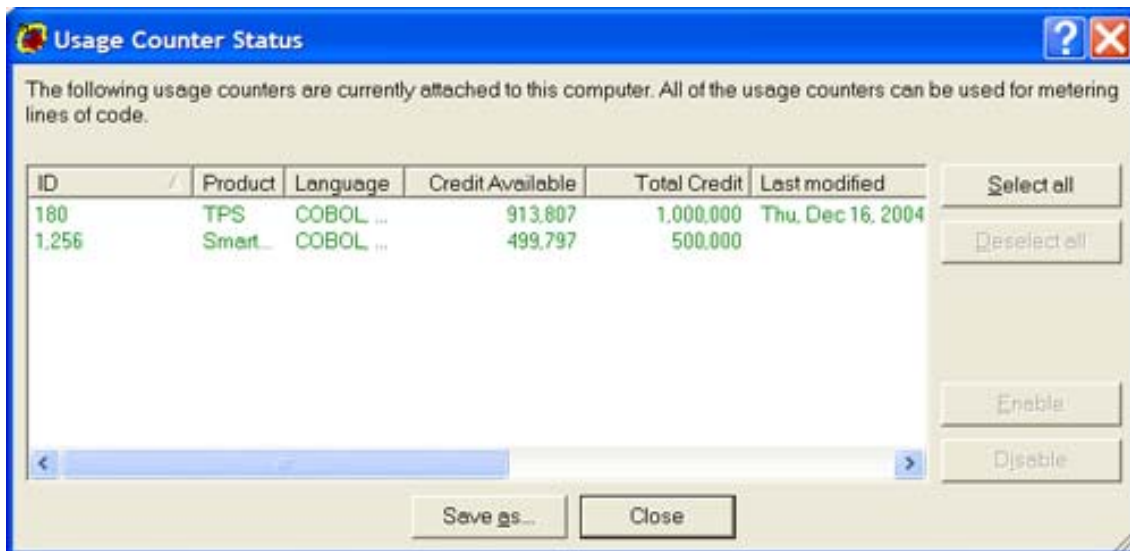 Usage Counter Status
The following usage counters are currently attached to this computer. All of the usage counters can be used for metering
lines of code.
ID Product Language Credit Available Total Credit Last modified
180 TPS COBOL, ... 913,807 1,000,000 Thu, Dec 16, 2004
1,256 Smart... COBOL, ... 499,797 500,000
Select all
Deselect all
Enable
Disable
Save as... Close